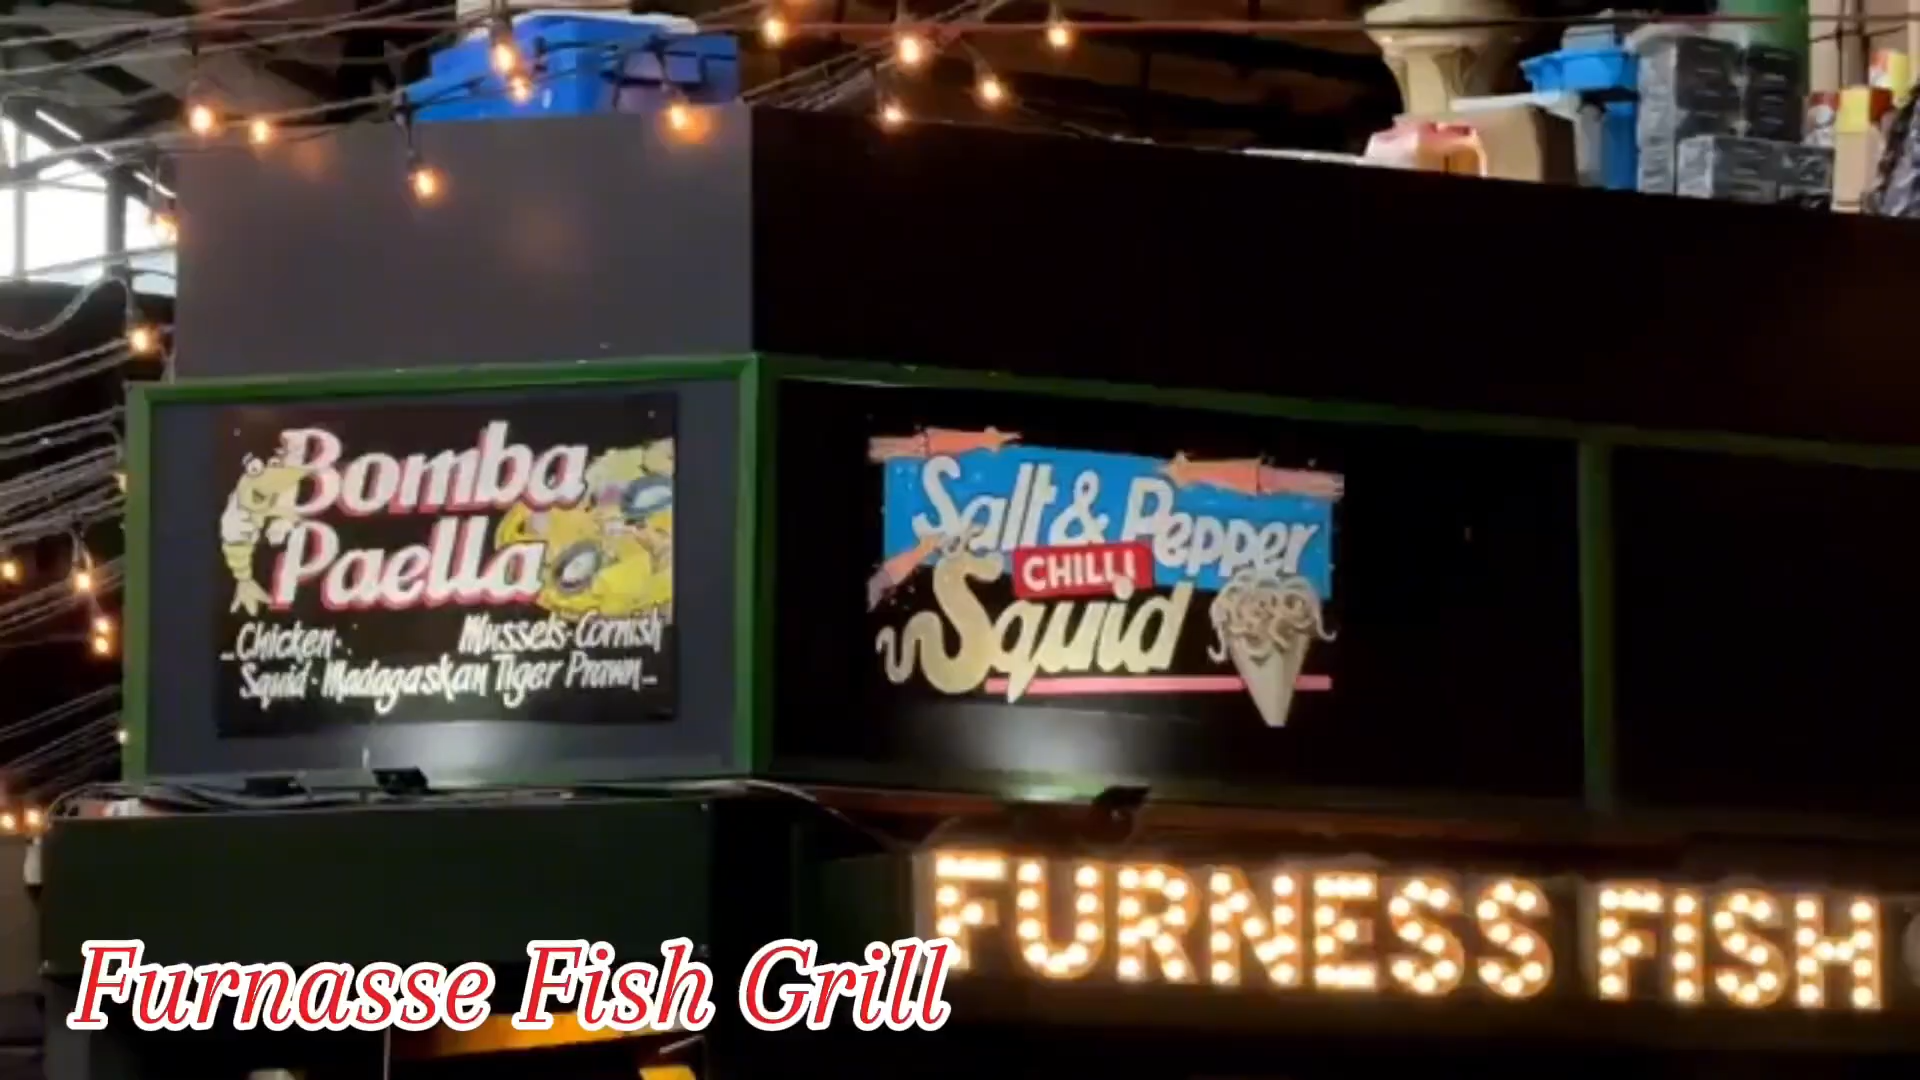 Bomba
Paella
Chicken· Mussels·Cornish
Squid·Madagaskan Tiger Prawn
Salt & Pepper
CHILLI
Squid
FURNESS FISH
Furnasse Fish Grill